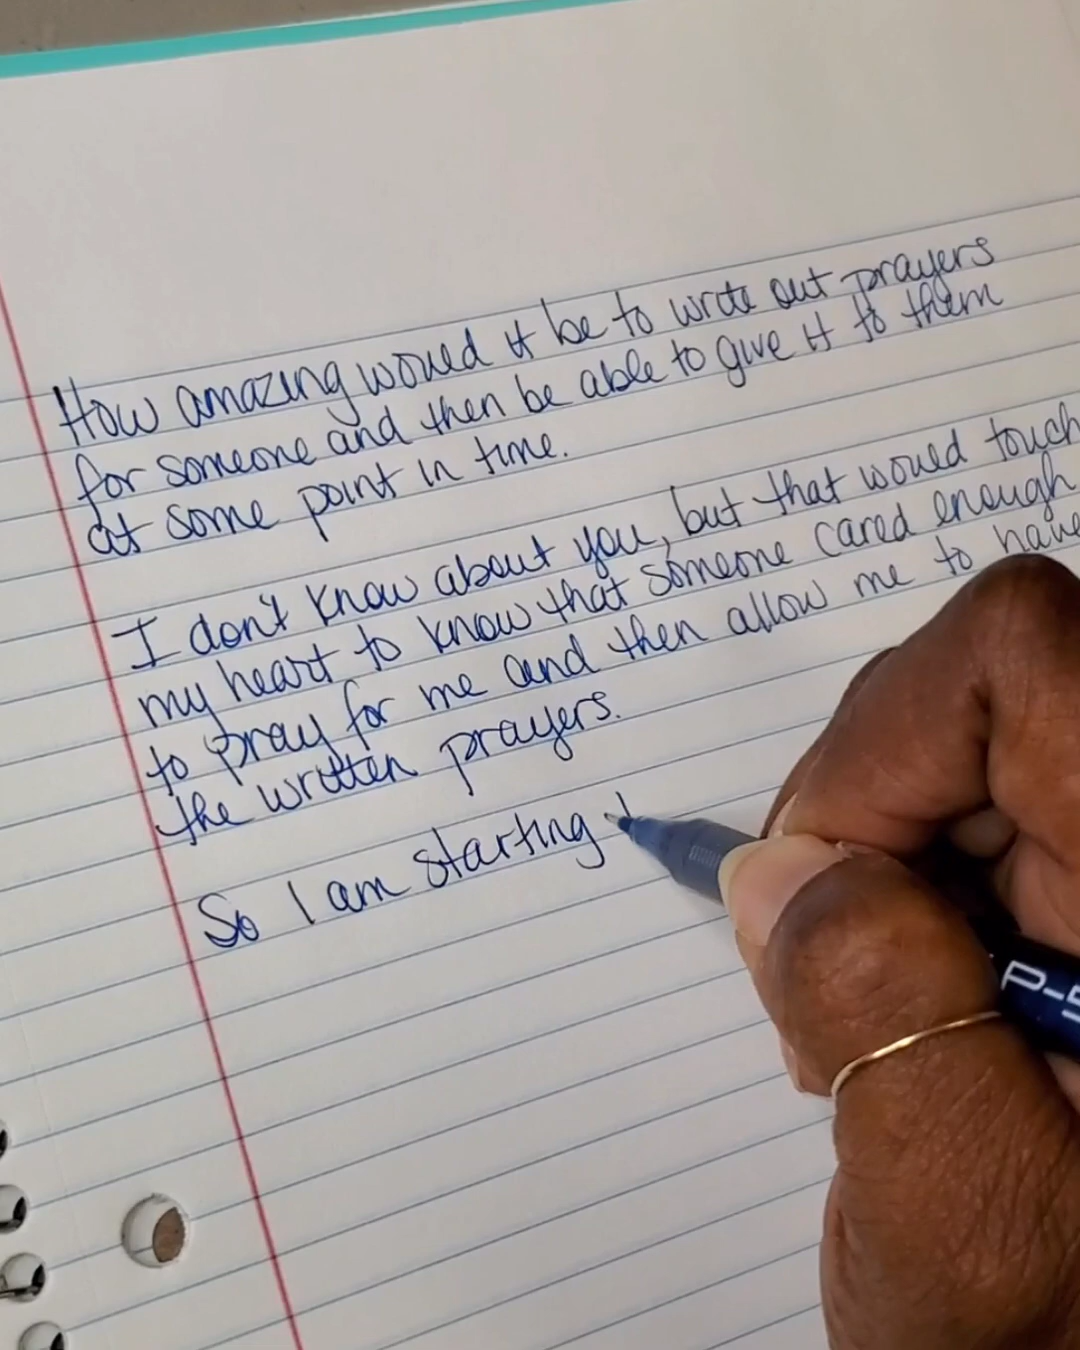 How amazing would it be to write out prayers
for someone and then be able to give it to them
at some point in time.
I don't know about you, but that would touch
my heart to know that someone cared enough
to pray for me and then allow me to have
the written prayers.
So I am starting
P-5